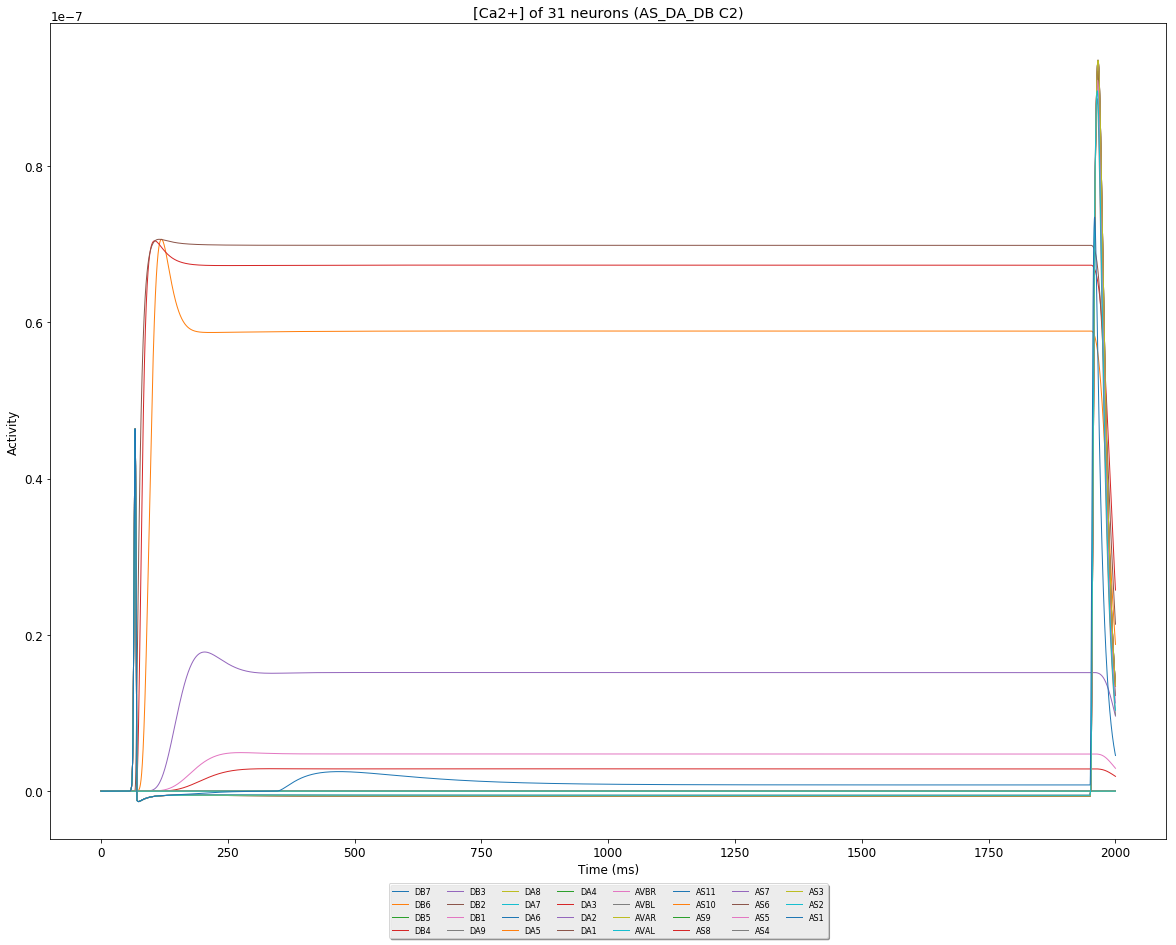 [Ca2+] of 31 neurons (AS_DA_DB C2)
1e−7
0.8
0.6
0.4
0.2
0.0
Activity
0 250 500 750 1000 1250 1500 1750 2000
Time (ms)
DB7 DB3 DA8 DA4 AVBR AS11 AS7 AS3
DB6 DB2 DA7 DA3 AVBL AS10 AS6 AS2
DB5 DB1 DA6 DA2 AVAR AS9 AS5 AS1
DB4 DA9 DA5 DA1 AVAL AS8 AS4